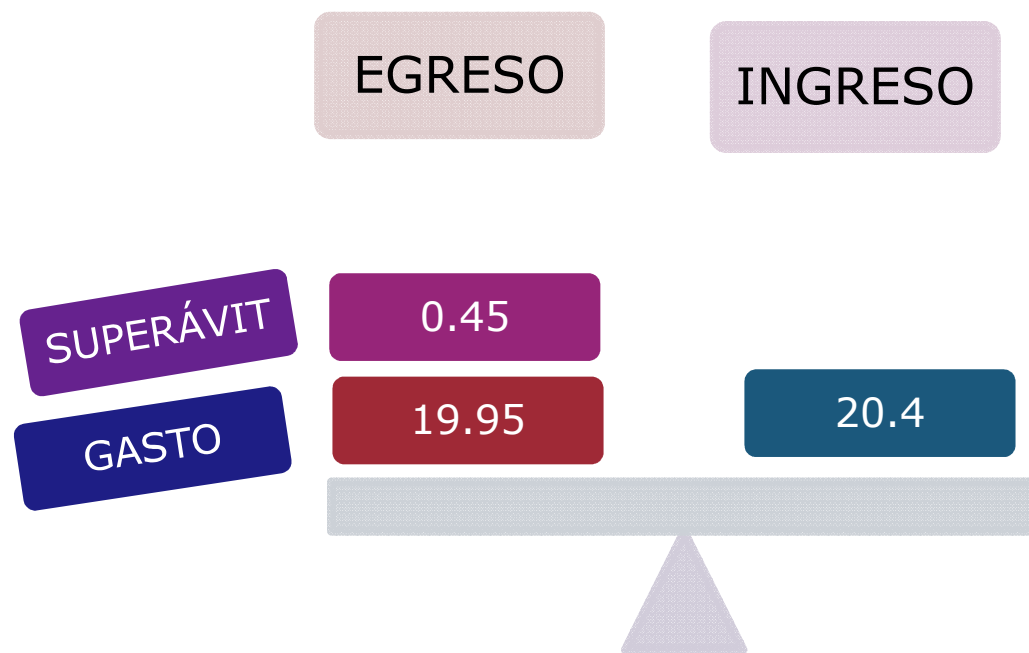 EGRESO
INGRESO
SUPERÁVIT
0.45
GASTO
19.95
20.4